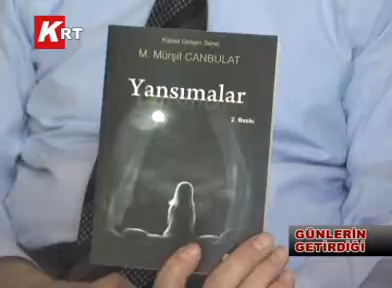 KRT
Kişisel Gelişim Serisi
M. Mürşit CANBULAT
Yansımalar
2. Baskı
GÜNLERİN
GETİRDİĞİ